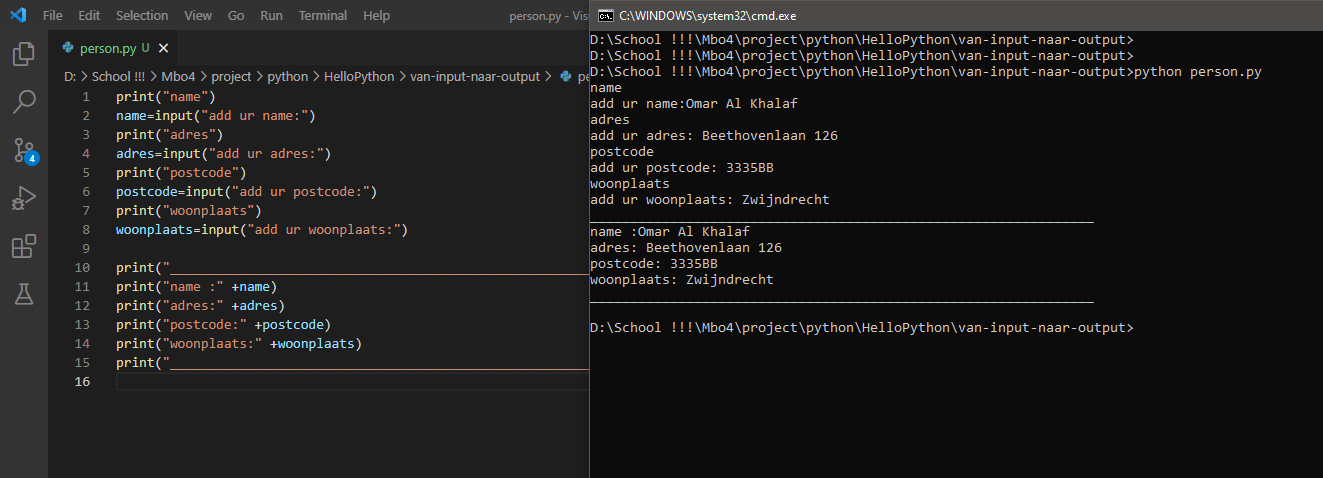 File Edit Selection View Go Run Terminal Help person.py - Vis
C:\WINDOWS\system32\cmd.exe
person.py U
D: > School !!! > Mbo4 > project > python > HelloPython > van-input-naar-output > pe
1 print("name")
2 name=input("add ur name:")
3 print("adres")
4 adres=input("add ur adres:")
5 print("postcode")
6 postcode=input("add ur postcode:")
7 print("woonplaats")
8 woonplaats=input("add ur woonplaats:")
9
10 print("________________________________________________________
11 print("name :" +name)
12 print("adres:" +adres)
13 print("postcode:" +postcode)
14 print("woonplaats:" +woonplaats)
15 print("________________________________________________________
16
4
D:\School !!!\Mbo4\project\python\HelloPython\van-input-naar-output>
D:\School !!!\Mbo4\project\python\HelloPython\van-input-naar-output>
D:\School !!!\Mbo4\project\python\HelloPython\van-input-naar-output>python person.py
name
add ur name:Omar Al Khalaf
adres
add ur adres: Beethovenlaan 126
postcode
add ur postcode: 3335BB
woonplaats
add ur woonplaats: Zwijndrecht
_______________________________________________________________
name :Omar Al Khalaf
adres: Beethovenlaan 126
postcode: 3335BB
woonplaats: Zwijndrecht
_______________________________________________________________
D:\School !!!\Mbo4\project\python\HelloPython\van-input-naar-output>